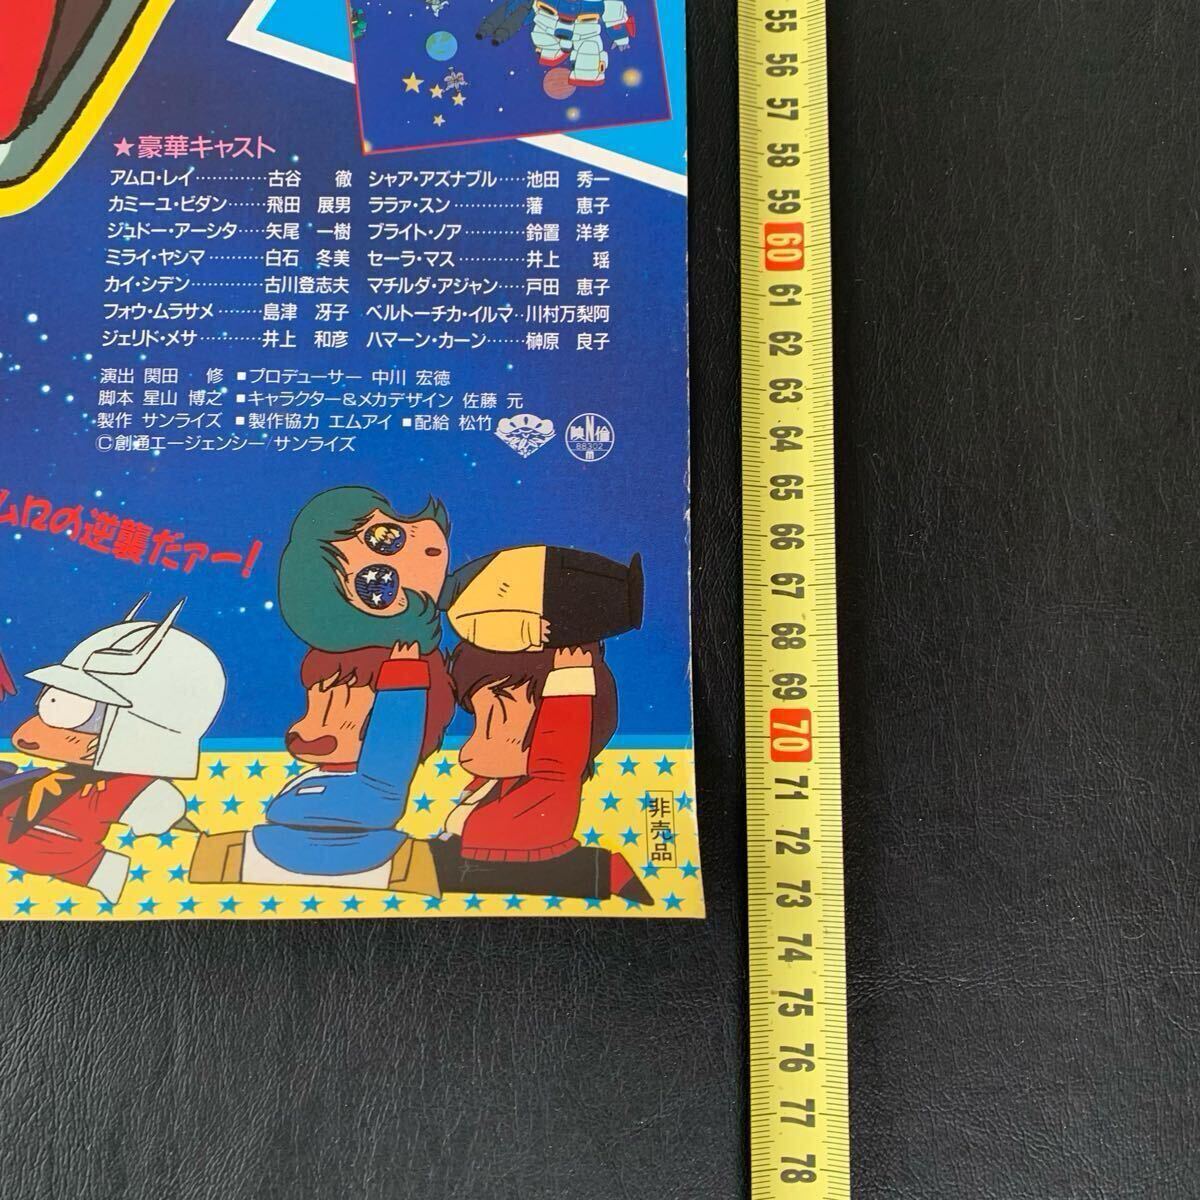 ★豪華キャスト
アムロ・レイ…………古谷 徹 シャア・アズナブル……池田 秀一
カミーユ・ビダン……飛田 展男 ララァ・スン…………藩 恵子
ジュドー・アーシタ……矢尾 一樹 ブライト・ノア…………鈴置 洋孝
ミライ・ヤシマ…………白石 冬美 セーラ・マス…………井上 瑶
カイ・シデン…………古川登志夫 マチルダ・アジャン……戸田 恵子
フォウ・ムラサメ………島津 冴子 ベルトーチカ・イルマ…川村万梨阿
ジェリド・メサ…………井上 和彦 ハマーン・カーン………榊原 良子
演出 関田 修 ■プロデューサー 中川 宏徳
脚本 星山 博之 ■キャラクター&メカデザイン 佐藤 元
製作 サンライズ ■製作協力 エムアイ ■配給 松竹
©創通エージェンシー/サンライズ
映N倫
88302
m
ムロの逆襲だァー!
非売品
55
56
57
58
59
60
61
62
63
64
65
66
67
68
69
70
71
72
73
74
75
76
77
78